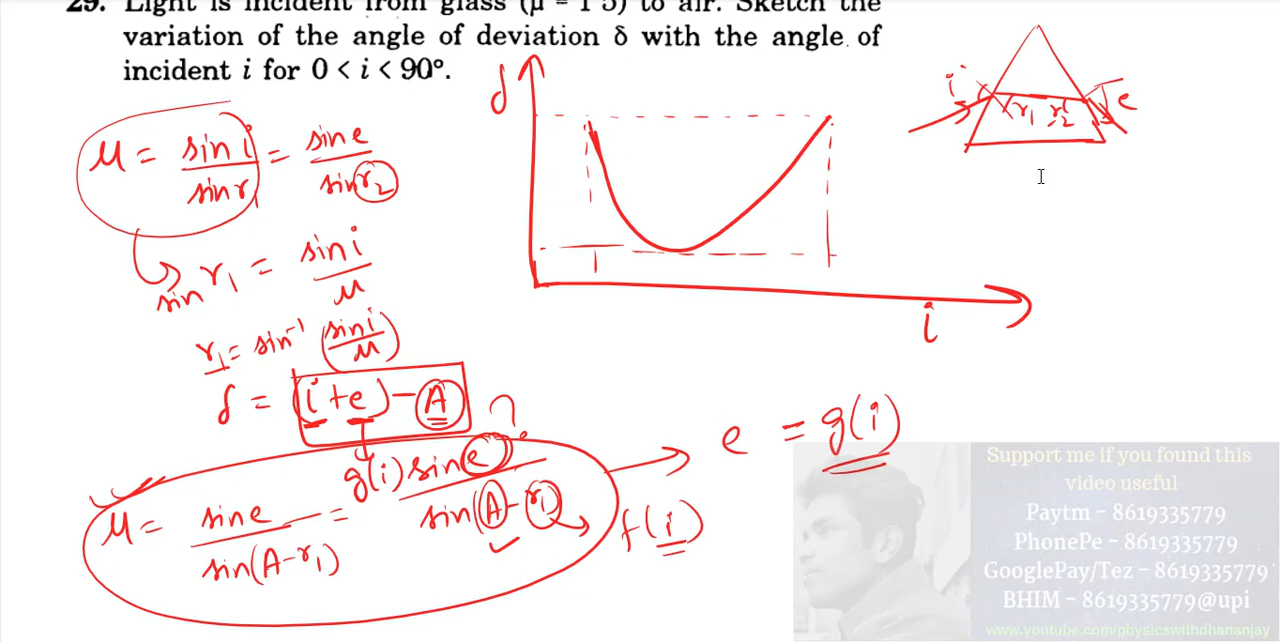 29. Light is incident from glass (μ = 1·5) to air. Sketch the
variation of the angle of deviation δ with the angle of
incident i for 0 < i < 90°.
δ
i
i r₁ r₂ e
μ = sin i / sin r₁ = sin e / sin r₂
sin r₁ = sin i / μ
r₁ = sin⁻¹ (sin i / μ)
δ = (i + e) - A
?
g(i)
μ = sin e / sin(A - r₁) = sin e / sin(A - r₁)
f(i)
e = g(i)
Support me if you found this
video useful
Paytm - 8619335779
PhonePe - 8619335779
GooglePay/Tez - 8619335779
BHIM - 8619335779@upi
www.youtube.com/physicswithdhananjay